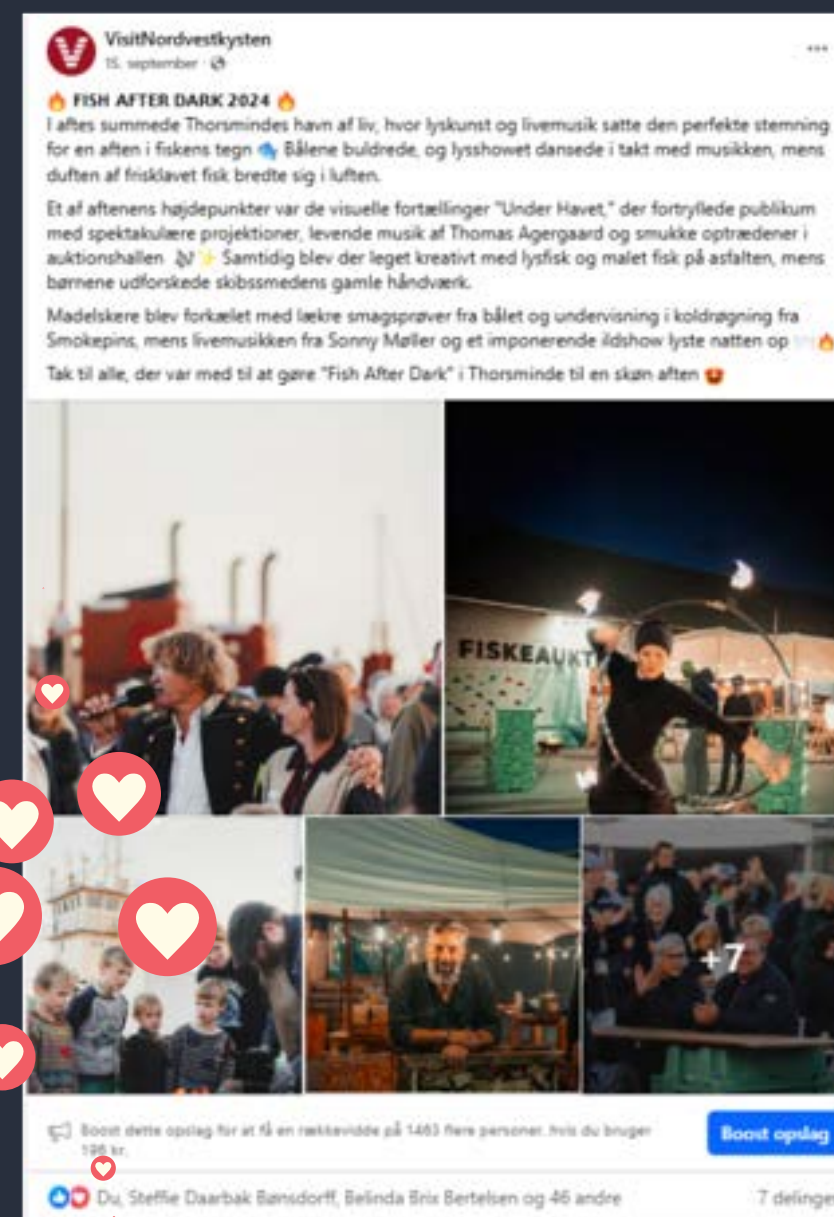 VisitNordvestkysten
15. september
FISH AFTER DARK 2024
I aftes summede Thorsmindes havn af liv, hvor lyskunst og livemusik satte den perfekte stemning
for en aften i fiskens tegn Bålene buldrede, og lysshowet dansede i takt med musikken, mens
duften af frisklavet fisk bredte sig i luften.
Et af aftenens højdepunkter var de visuelle fortællinger "Under Havet," der fortryllede publikum
med spektakulære projektioner, levende musik af Thomas Agergaard og smukke optrædener i
auktionshallen Samtidig blev der leget kreativt med lysfisk og malet fisk på asfalten, mens
børnene udforskede skibssmedens gamle håndværk.
Madelskere blev forkælet med lækre smagsprøver fra bålet og undervisning i koldrøgning fra
Smokepins, mens livemusikken fra Sonny Møller og et imponerende ildshow lyste natten op
Tak til alle, der var med til at gøre "Fish After Dark" i Thorsminde til en skøn aften
FISKEAUKT
+7
Boost dette opslag for at få en rækkevidde på 1463 flere personer, hvis du bruger
198 kr.
Boost opslag
Du, Steffie Daarbak Bønsdorff, Belinda Brix Bertelsen og 46 andre
7 delinger